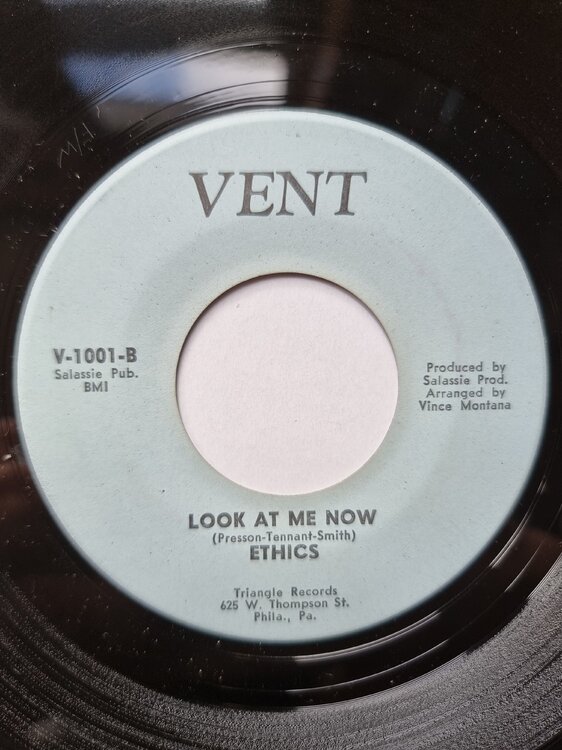 VENT
V-1001-B
Salassie Pub.
BMI
Produced by
Salassie Prod.
Arranged by
Vince Montana
LOOK AT ME NOW
(Presson-Tennant-Smith)
ETHICS
Triangle Records
625 W. Thompson St.
Phila., Pa.